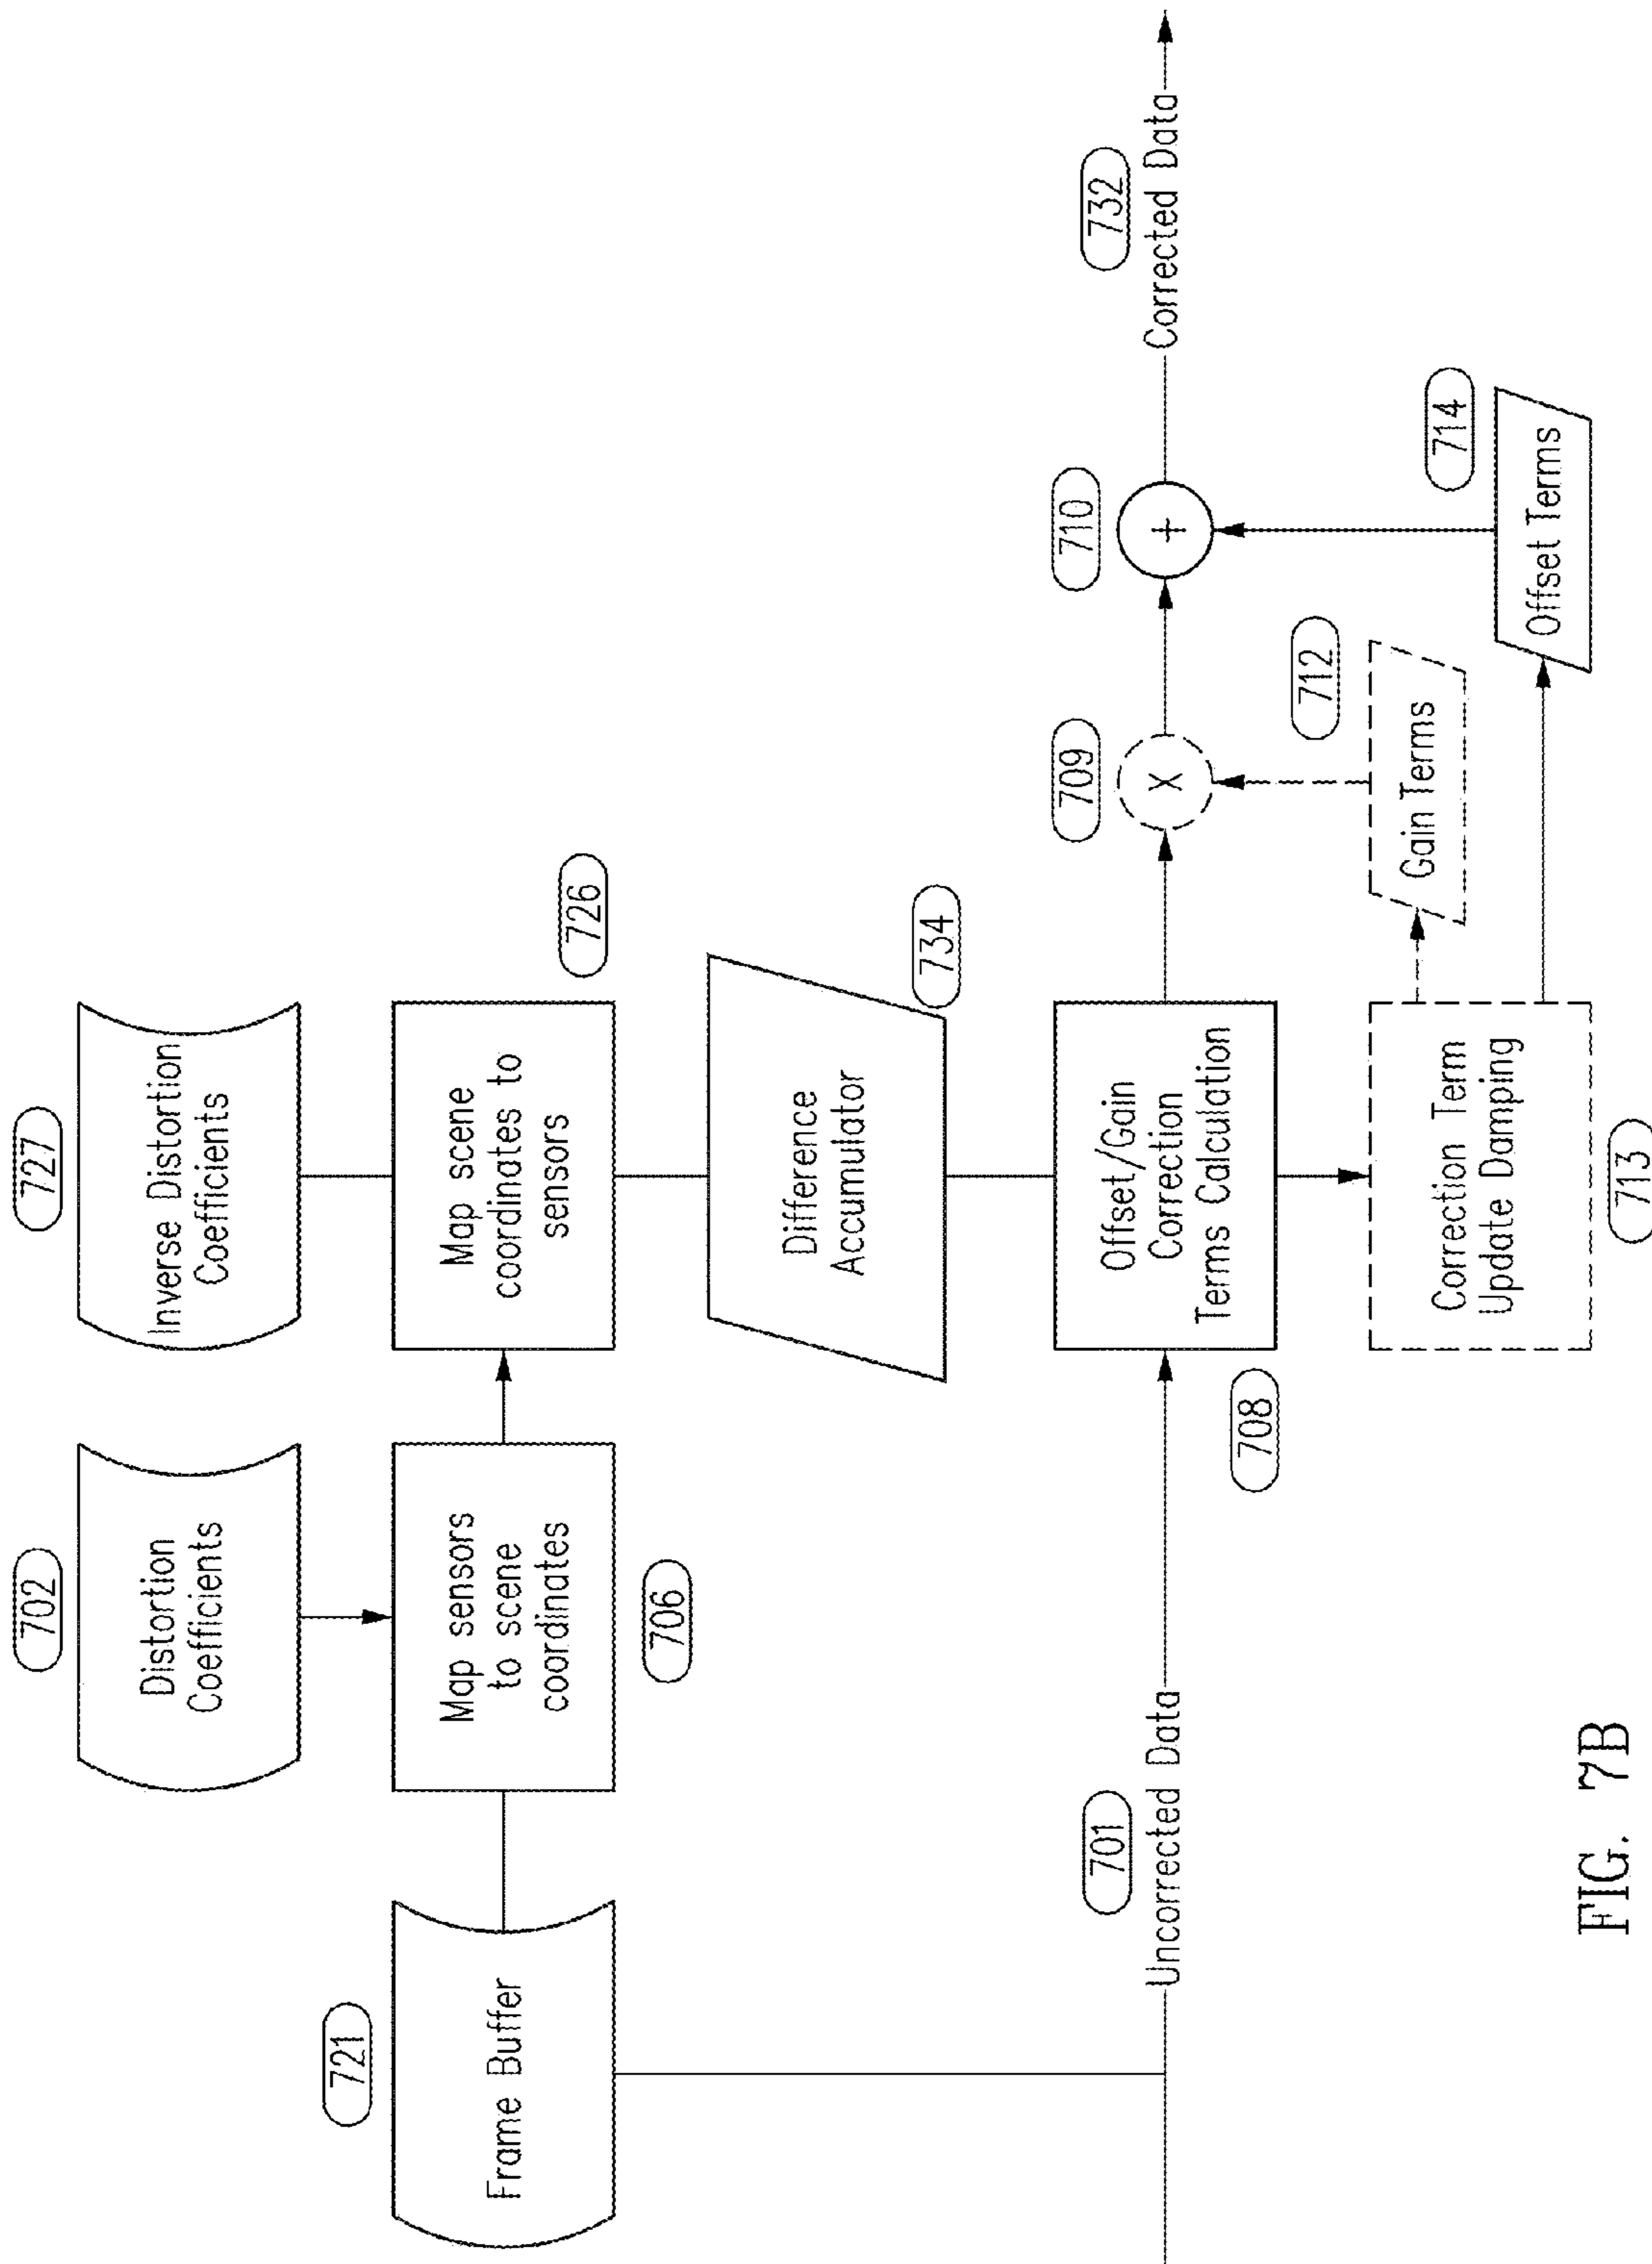 702
727
Distortion
Coefficients
Inverse Distortion
Coefficients
721
Frame Buffer
Map sensors
to scene
coordinates
706
Map scene
coordinates to
sensors
726
Difference
Accumulator
734
701
Uncorrected Data
708
Offset/Gain
Correction
Terms Calculation
709
X
710
+
732
Corrected Data
712
Gain Terms
714
Offset Terms
Correction Term
Update Damping
713
FIG. 7B